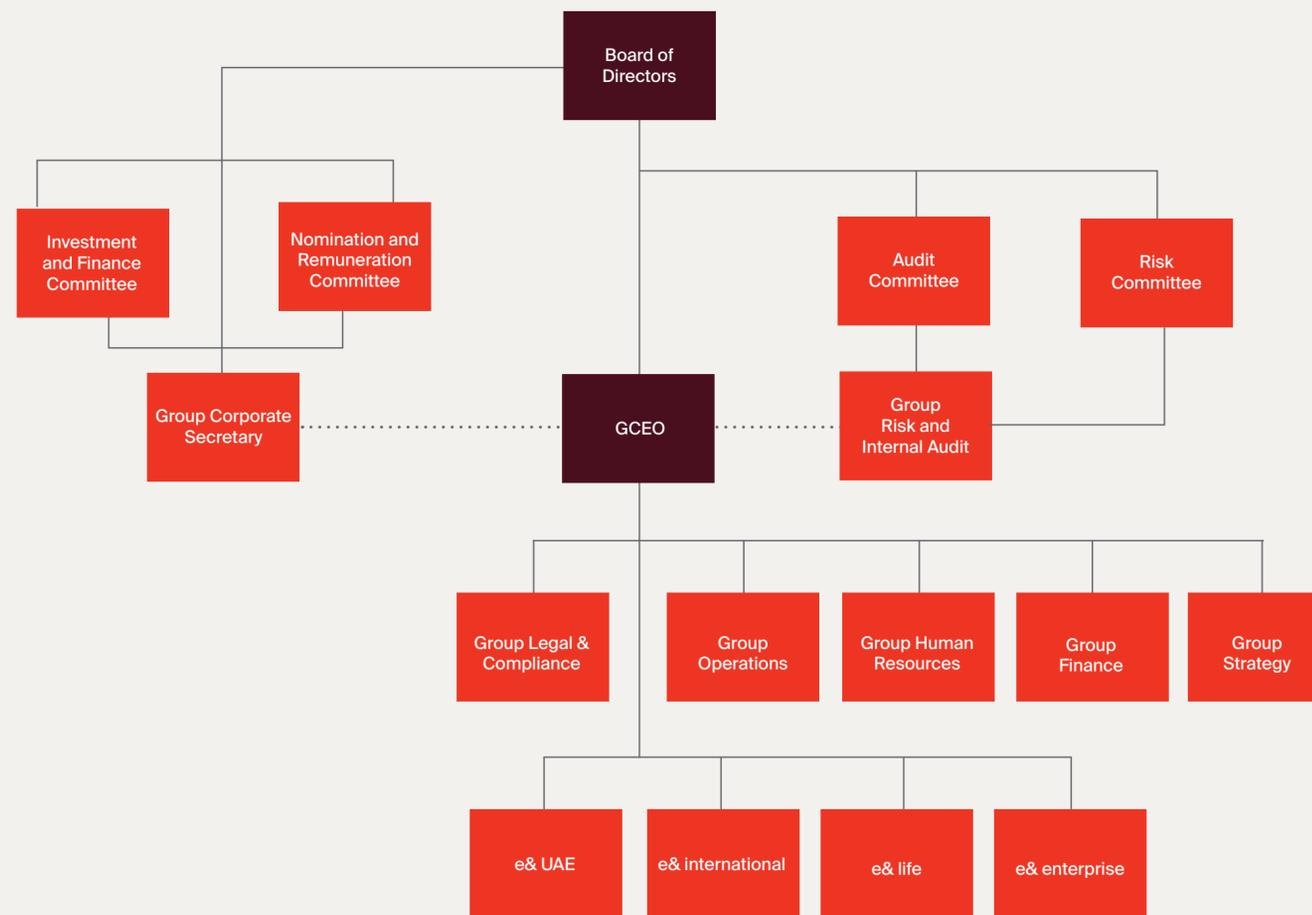 Board of
Directors
Investment
and Finance
Committee
Nomination and
Remuneration
Committee
Audit
Committee
Risk
Committee
Group Corporate
Secretary
GCEO
Group
Risk and
Internal Audit
Group Legal &
Compliance
Group
Operations
Group Human
Resources
Group
Finance
Group
Strategy
e& UAE
e& international
e& life
e& enterprise